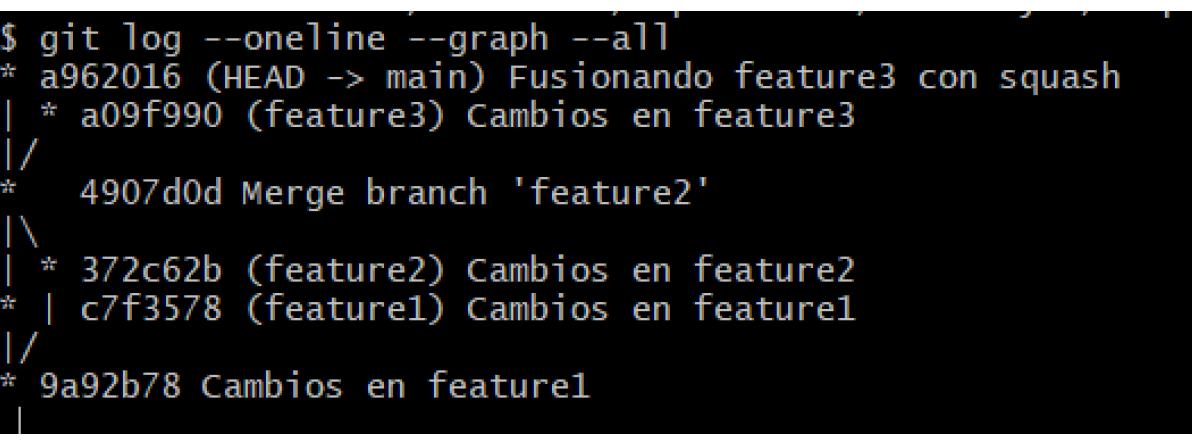 $ git log --oneline --graph --all
* a962016 (HEAD -> main) Fusionando feature3 con squash
| * a09f990 (feature3) Cambios en feature3
|/
*   4907d0d Merge branch 'feature2'
|\
| * 372c62b (feature2) Cambios en feature2
* | c7f3578 (feature1) Cambios en feature1
|/
* 9a92b78 Cambios en feature1